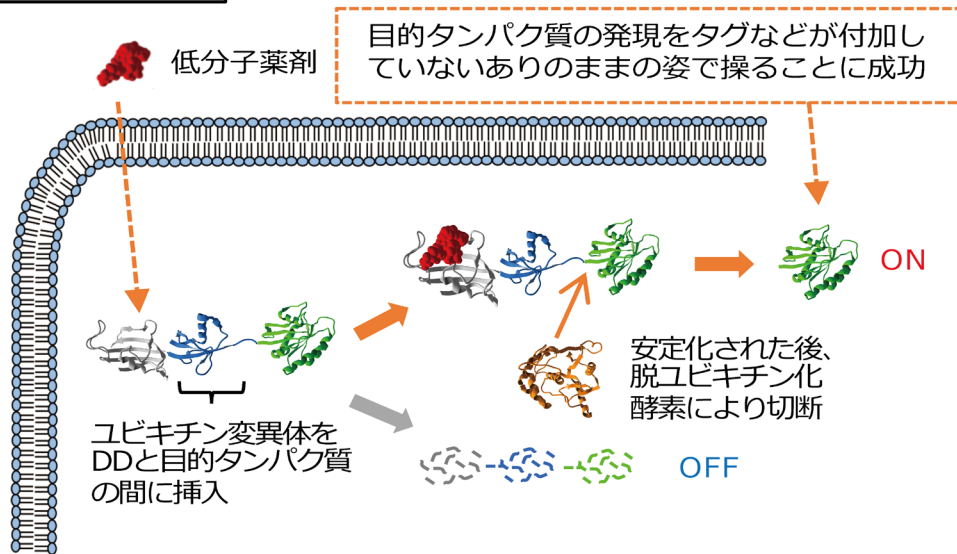 低分子薬剤
目的タンパク質の発現をタグなどが付加し
ていないありのままの姿で操ることに成功
ON
安定化された後、
脱ユビキチン化
酵素により切断
ユビキチン変異体を
DDと目的タンパク質
の間に挿入
OFF